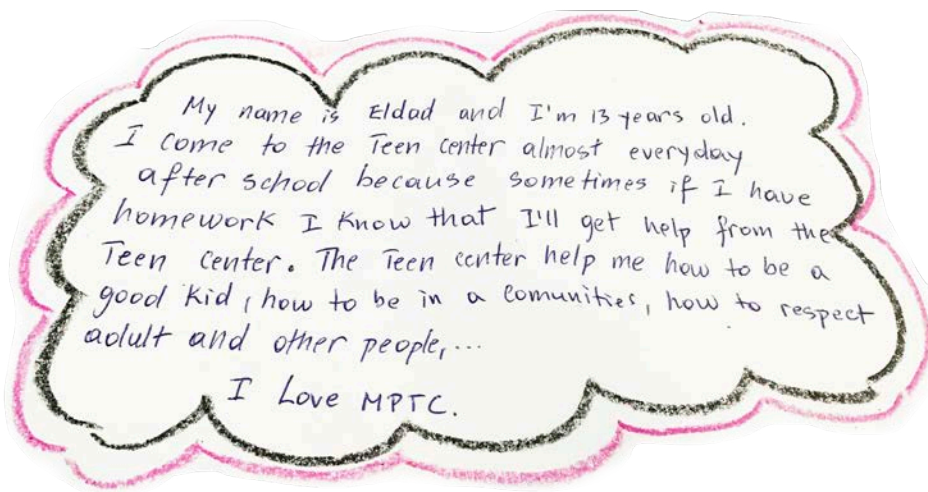 My name is Eldad and I'm 13 years old.
I come to the Teen center almost everyday
after school because sometimes if I have
homework I know that I'll get help from the
Teen center. The Teen center help me how to be a
good kid, how to be in a comunities, how to respect
adult and other people,...
I Love MPTC.